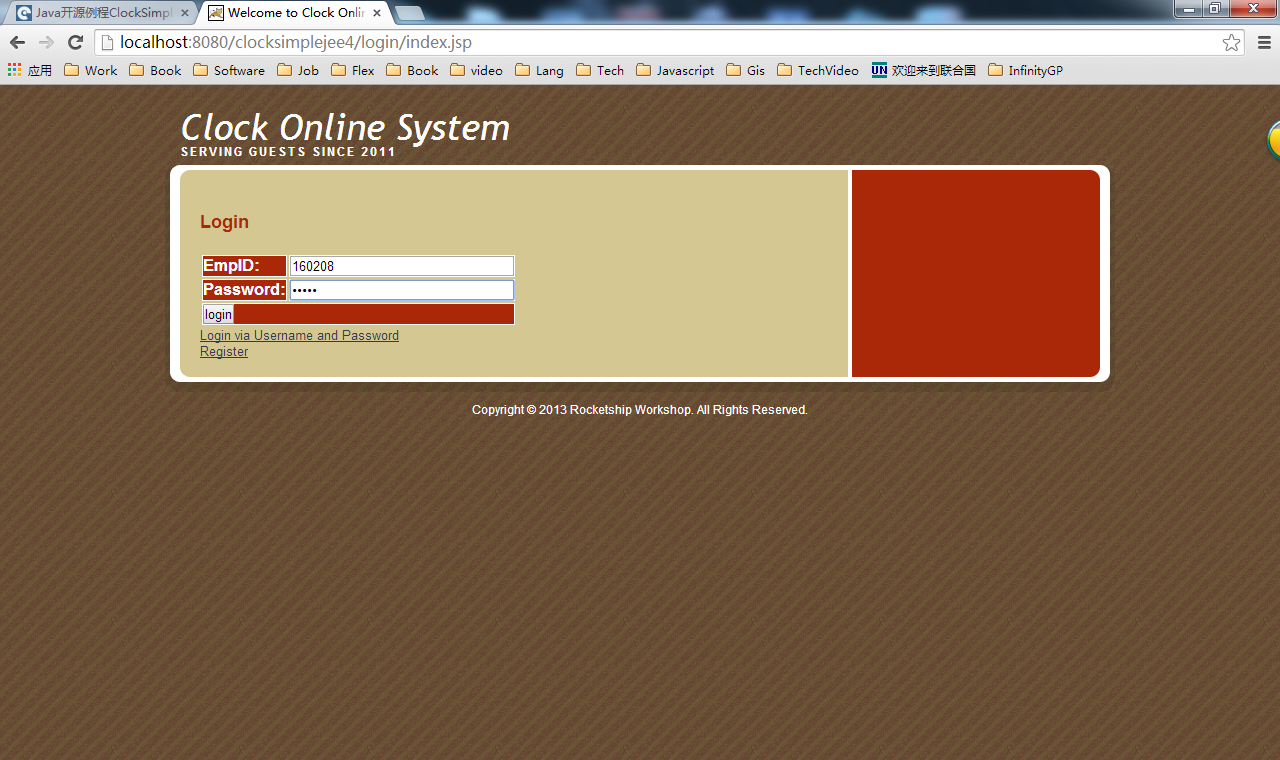 Java开源例程ClockSimpl
Welcome to Clock Onlin
localhost:8080/clocksimplejee4/login/index.jsp
应用 Work Book Software Job Flex Book video Lang Tech Javascript Gis TechVideo UN 欢迎来到联合国 InfinityGP
Clock Online System
SERVING GUESTS SINCE 2011
Login
EmpID: 160208
Password: •••••
login
Login via Username and Password
Register
Copyright © 2013 Rocketship Workshop. All Rights Reserved.